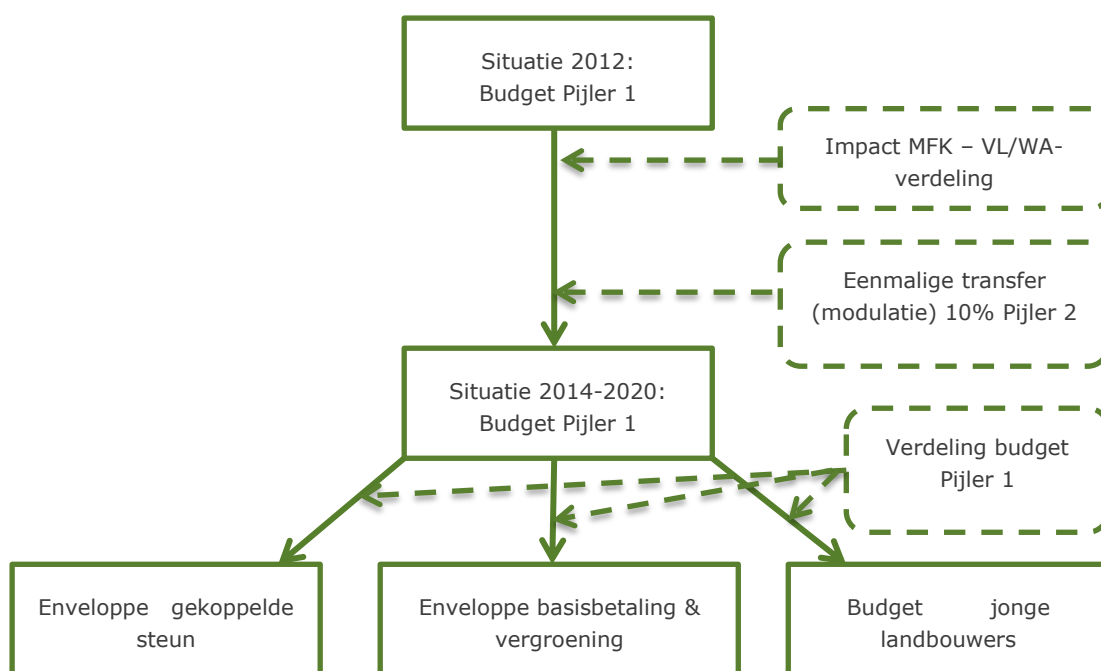 Situatie 2012:
Budget Pijler 1
Impact MFK – VL/WA-
verdeling
Eenmalige transfer
(modulatie) 10% Pijler 2
Situatie 2014-2020:
Budget Pijler 1
Verdeling budget
Pijler 1
Enveloppe gekoppelde
steun
Enveloppe basisbetaling &
vergroening
Budget jonge
landbouwers